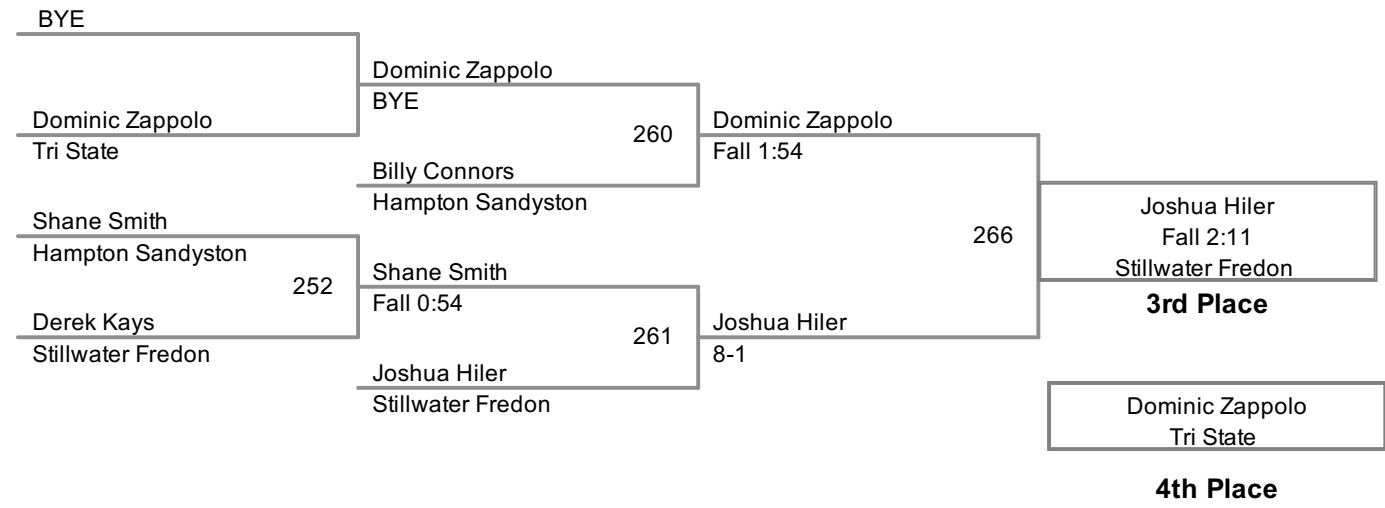 BYE
Dominic Zappolo
Tri State
Shane Smith
Hampton Sandyston
252
Derek Kays
Stillwater Fredon
Dominic Zappolo
BYE
260
Billy Connors
Hampton Sandyston
Shane Smith
Fall 0:54
261
Joshua Hiler
Stillwater Fredon
Dominic Zappolo
Fall 1:54
266
Joshua Hiler
8-1
Joshua Hiler
Fall 2:11
Stillwater Fredon
3rd Place
Dominic Zappolo
Tri State
4th Place